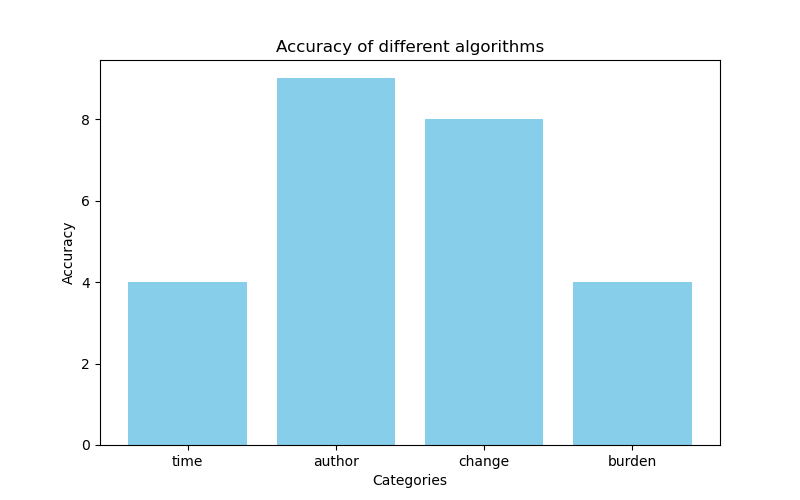 Accuracy of different algorithms
8
6
4
2
0
Accuracy
time author change burden
Categories